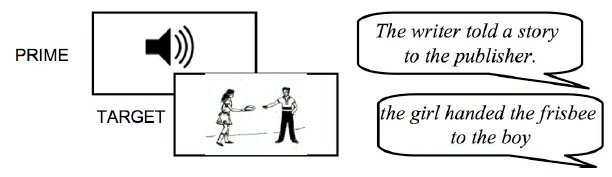 PRIME
The writer told a story
to the publisher.
TARGET
the girl handed the frisbee
to the boy